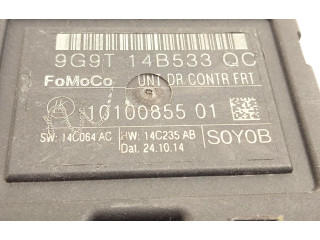 9G9T 14B533 QC
FoMoCo UNT DR CONTR FRT
10100855 01
SW: 14C064 AC HW: 14C235 AB
Dat. 24.10.14
SOYOB